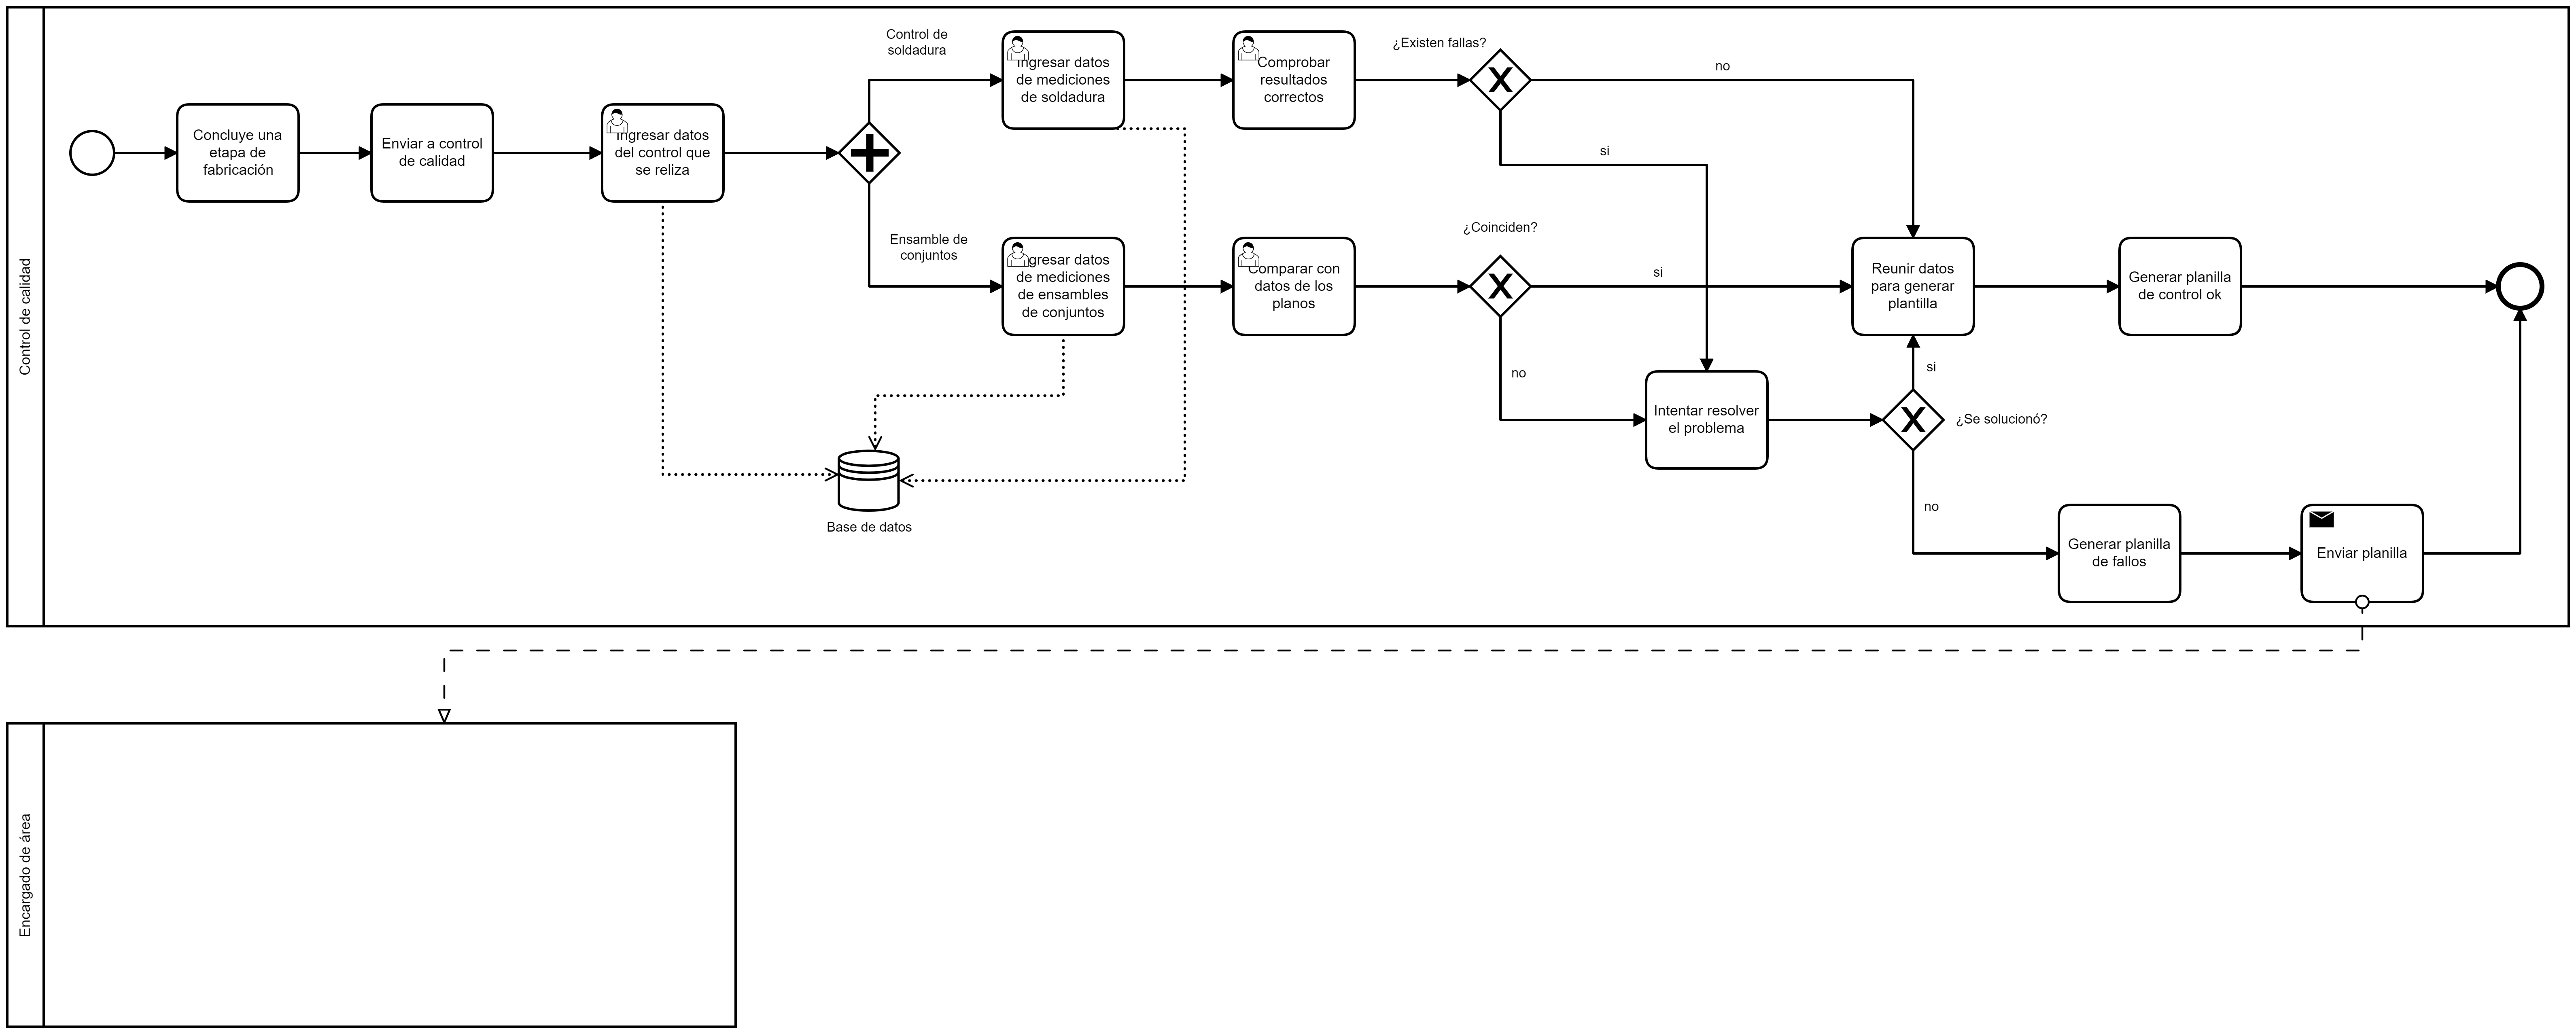 Control de calidad
Concluye una
etapa de
fabricación
Enviar a control
de calidad
Ingresar datos
del control que
se reliza
Control de
soldadura
Ingresar datos
de mediciones
de soldadura
Comprobar
resultados
correctos
¿Existen fallas?
no
si
Ensamble de
conjuntos
Ingresar datos
de mediciones
de ensambles
de conjuntos
Comparar con
datos de los
planos
¿Coinciden?
si
no
Reunir datos
para generar
plantilla
Generar planilla
de control ok
Intentar resolver
el problema
si
¿Se solucionó?
no
Base de datos
Generar planilla
de fallos
Enviar planilla
Encargado de área